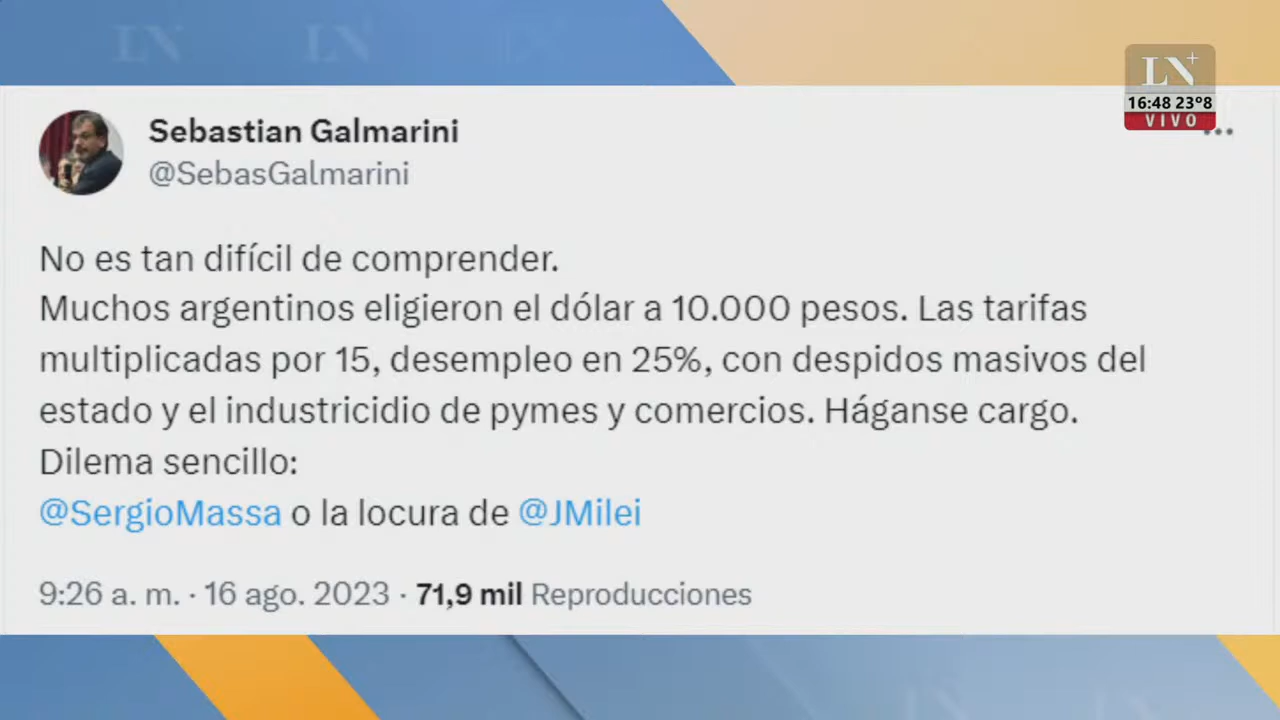 LN+
16:48 23º8
VIVO
Sebastian Galmarini
@SebasGalmarini
No es tan difícil de comprender.
Muchos argentinos eligieron el dólar a 10.000 pesos. Las tarifas
multiplicadas por 15, desempleo en 25%, con despidos masivos del
estado y el industricidio de pymes y comercios. Háganse cargo.
Dilema sencillo:
@SergioMassa o la locura de @JMilei
9:26 a. m. · 16 ago. 2023 · 71,9 mil Reproducciones